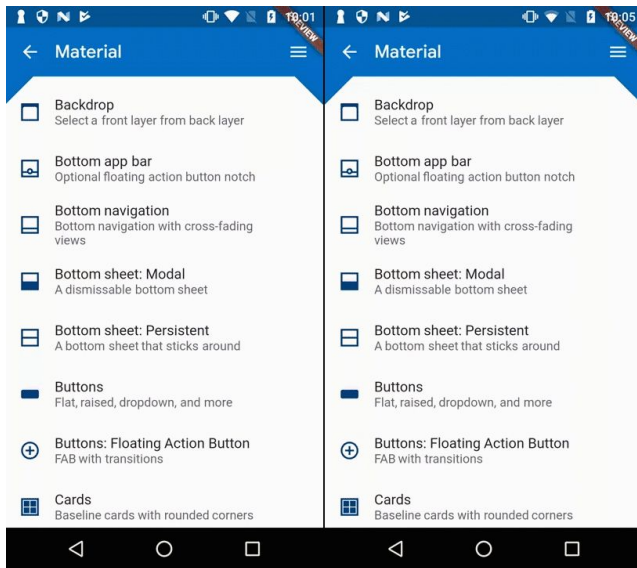 19:01
PREVIEW
Material
Backdrop
Select a front layer from back layer
Bottom app bar
Optional floating action button notch
Bottom navigation
Bottom navigation with cross-fading
views
Bottom sheet: Modal
A dismissable bottom sheet
Bottom sheet: Persistent
A bottom sheet that sticks around
Buttons
Flat, raised, dropdown, and more
Buttons: Floating Action Button
FAB with transitions
Cards
Baseline cards with rounded corners
19:05
PREVIEW
Material
Backdrop
Select a front layer from back layer
Bottom app bar
Optional floating action button notch
Bottom navigation
Bottom navigation with cross-fading
views
Bottom sheet: Modal
A dismissable bottom sheet
Bottom sheet: Persistent
A bottom sheet that sticks around
Buttons
Flat, raised, dropdown, and more
Buttons: Floating Action Button
FAB with transitions
Cards
Baseline cards with rounded corners